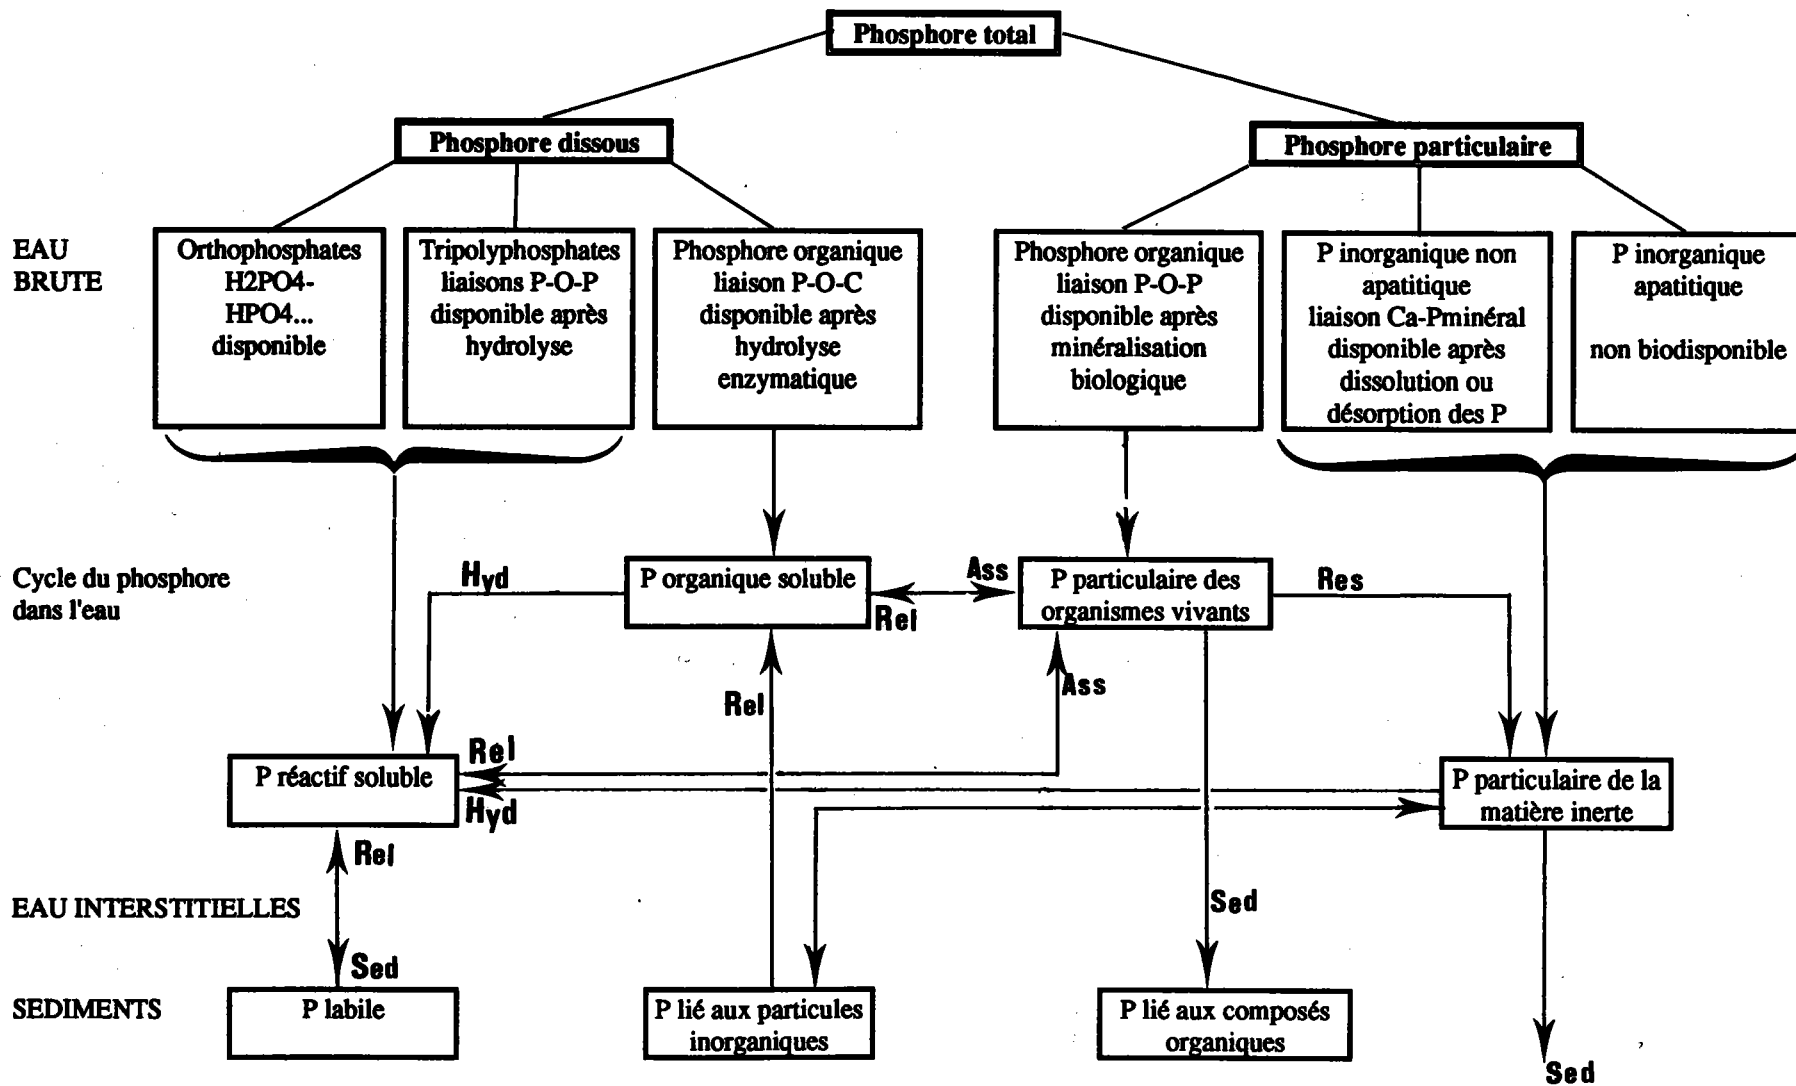 Phosphore total
Phosphore dissous
Phosphore particulaire
EAU
BRUTE
Orthophosphates
H2PO4-
HPO4...
disponible
Tripolyphosphates
liaisons P-O-P
disponible après
hydrolyse
Phosphore organique
liaison P-O-C
disponible après
hydrolyse
enzymatique
Phosphore organique
liaison P-O-P
disponible après
minéralisation
biologique
P inorganique non
apatitique
liaison Ca-Pminéral
disponible après
dissolution ou
désorption des P
P inorganique
apatitique
non biodisponible
Cycle du phosphore
dans l'eau
Hyd
P organique soluble
Ass
Rel
P particulaire des
organismes vivants
Res
Rel
Ass
P réactif soluble
Rel
Hyd
P particulaire de la
matière inerte
Rel
EAU INTERSTITIELLES
Sed
Sed
SEDIMENTS
P labile
P lié aux particules
inorganiques
P lié aux composés
organiques
Sed